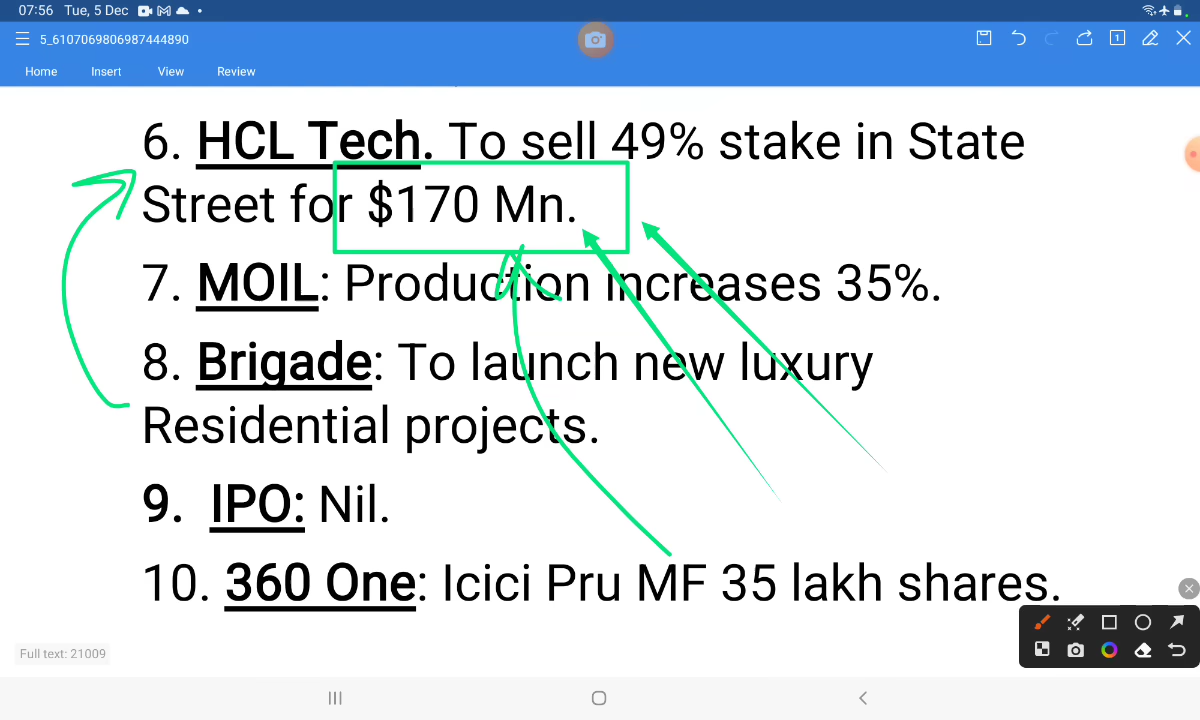 07:56 Tue, 5 Dec
5_6107069806987444890
1
Home Insert View Review
6. HCL Tech. To sell 49% stake in State
Street for $170 Mn.
7. MOIL: Production increases 35%.
8. Brigade: To launch new luxury
Residential projects.
9. IPO: Nil.
10. 360 One: Icici Pru MF 35 lakh shares.
Full text: 21009